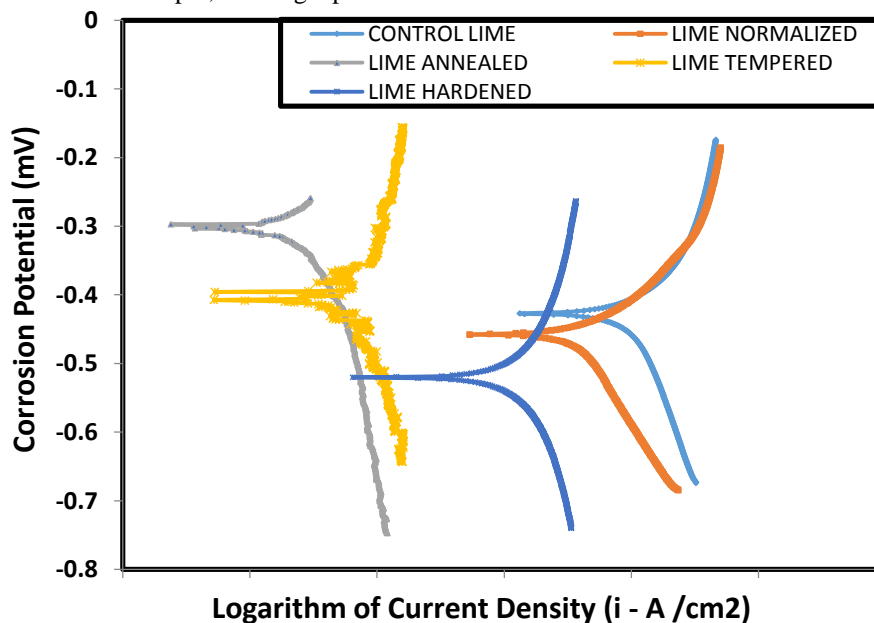 0
CONTROL LIME
LIME NORMALIZED
LIME ANNEALED
LIME TEMPERED
LIME HARDENED
-0.1
-0.2
-0.3
-0.4
-0.5
-0.6
-0.7
-0.8
Corrosion Potential (mV)
Logarithm of Current Density (i - A /cm2)